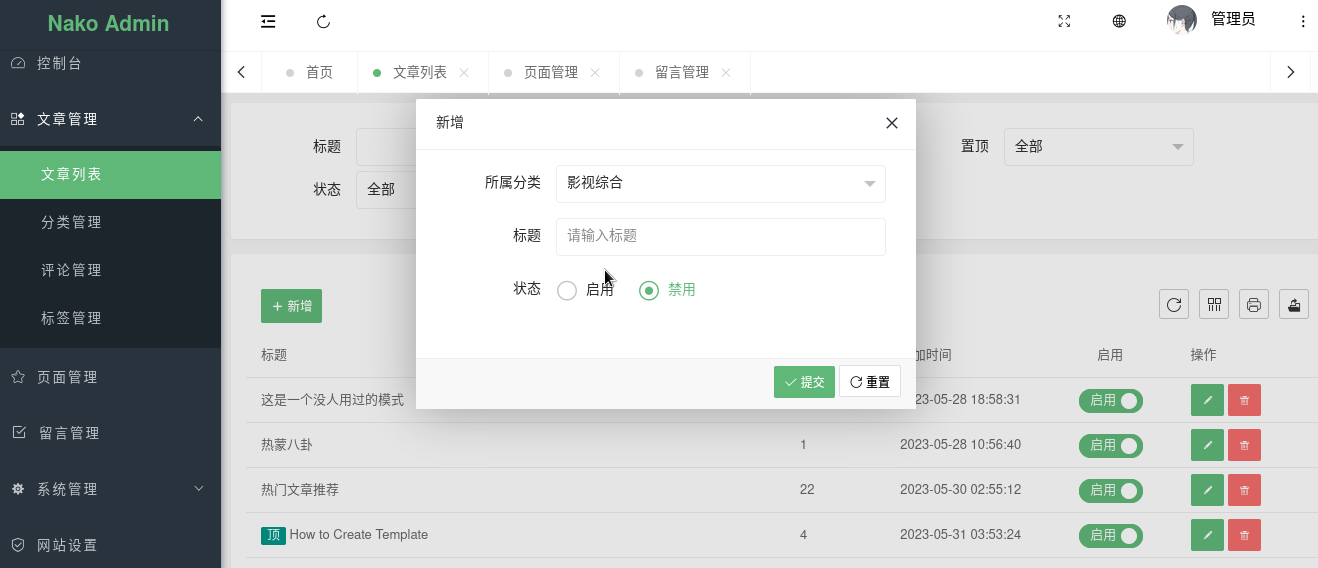 Nako Admin
管理员
控制台
首页
文章列表
页面管理
留言管理
文章管理
文章列表
分类管理
评论管理
标签管理
页面管理
留言管理
系统管理
网站设置
标题
置顶
全部
状态
全部
新增
所属分类
影视综合
标题
请输入标题
状态
启用
禁用
提交
重置
新增
标题
加时间
启用
操作
这是一个没人用过的模式
23-05-28 18:58:31
启用
热蒙八卦
1
2023-05-28 10:56:40
启用
热门文章推荐
22
2023-05-30 02:55:12
启用
顶 How to Create Template
4
2023-05-31 03:53:24
启用